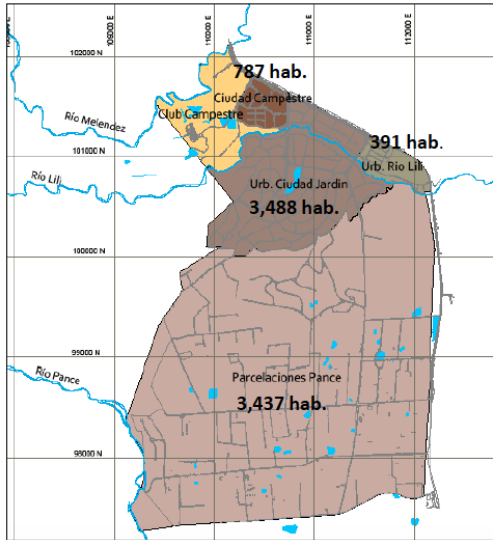 109000 E
110000 E
111000 E
112000 E
102000 N
787 hab.
Ciudad Campestre
Club Campestre
Río Melendez
391 hab.
101000 N
Urb. Río Lili
Río Lili
Urb. Ciudad Jardin
3,488 hab.
100000 N
99000 N
Río Pance
Parcelaciones Pance
3,437 hab.
98000 N